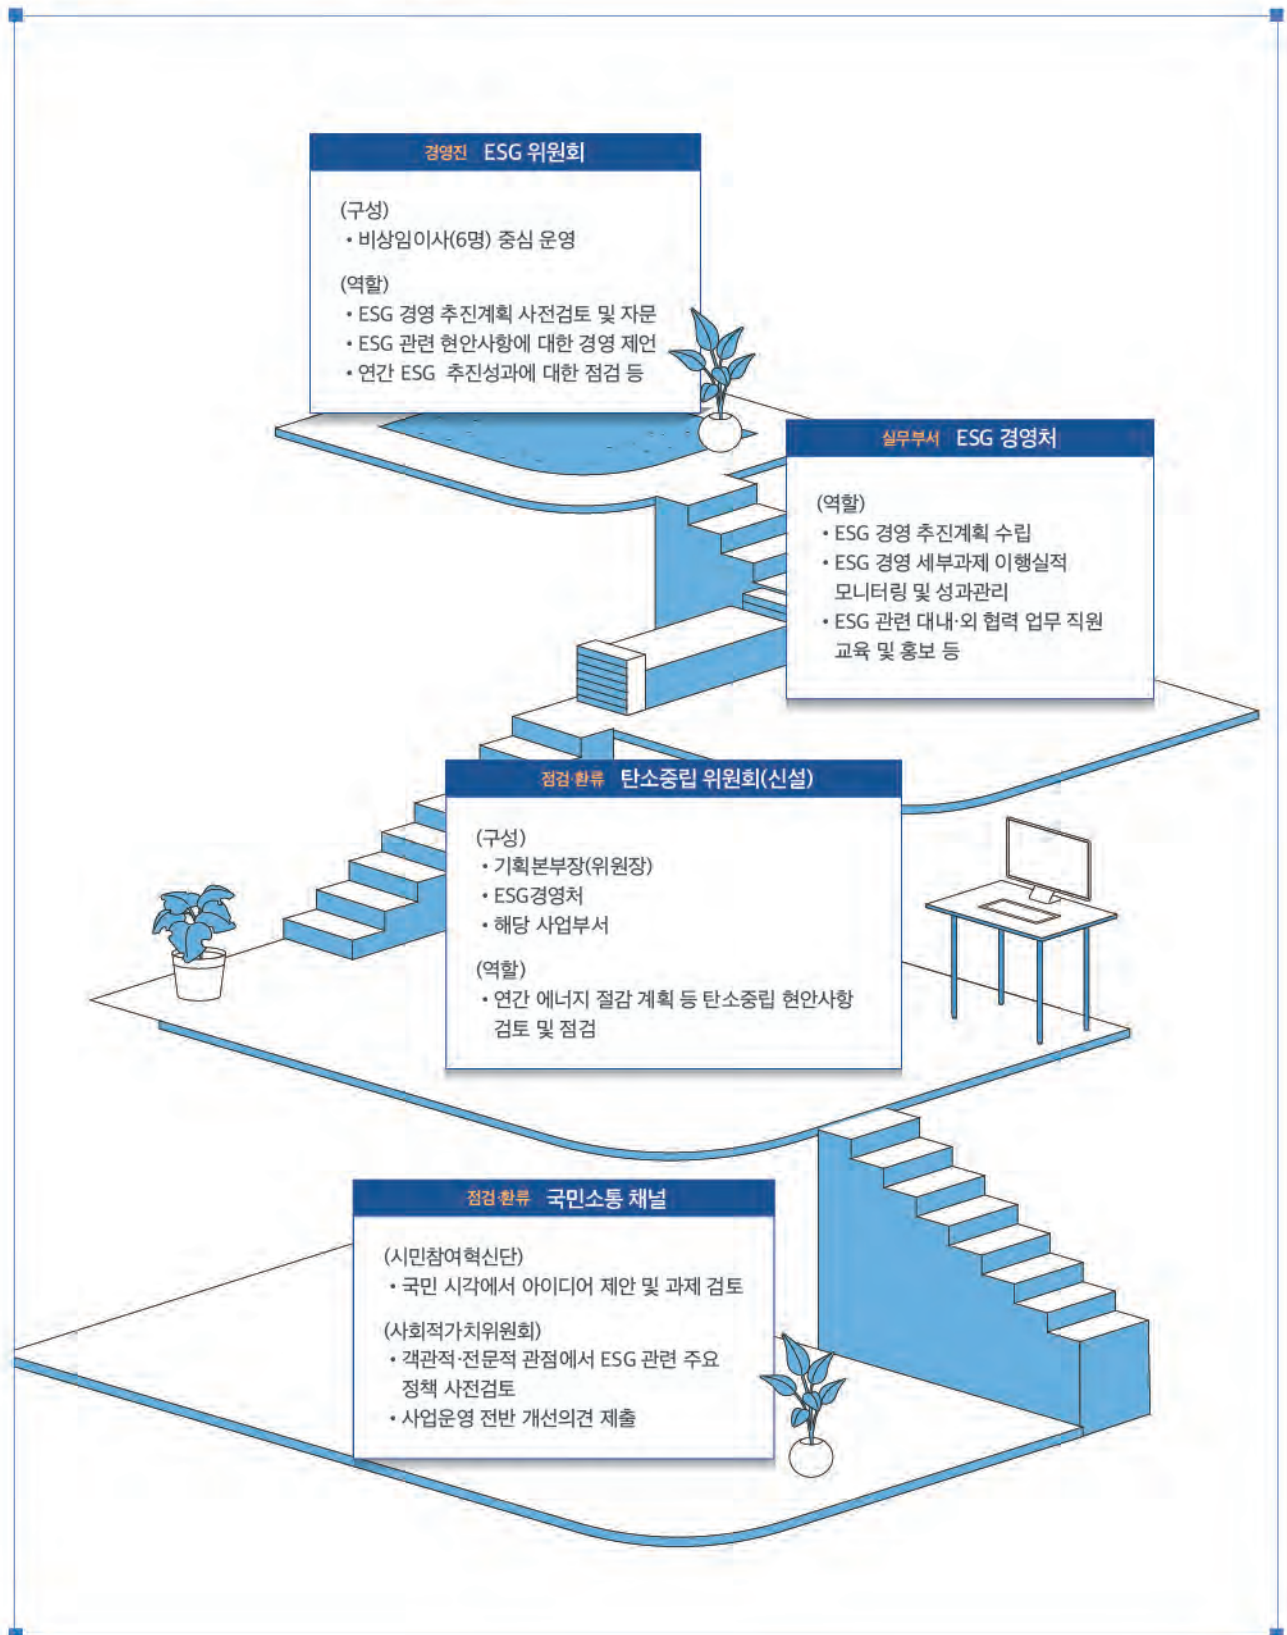 경영진 ESG 위원회
(구성)
• 비상임이사(6명) 중심 운영
(역할)
• ESG 경영 추진계획 사전검토 및 자문
• ESG 관련 현안사항에 대한 경영 제언
• 연간 ESG 추진성과에 대한 점검 등
실무부서 ESG 경영처
(역할)
• ESG 경영 추진계획 수립
• ESG 경영 세부과제 이행실적
모니터링 및 성과관리
• ESG 관련 대내·외 협력 업무 직원
교육 및 홍보 등
점검·환류 탄소중립 위원회(신설)
(구성)
• 기획본부장(위원장)
• ESG경영처
• 해당 사업부서
(역할)
• 연간 에너지 절감 계획 등 탄소중립 현안사항
검토 및 점검
점검·환류 국민소통 채널
(시민참여혁신단)
• 국민 시각에서 아이디어 제안 및 과제 검토
(사회적가치위원회)
• 객관적·전문적 관점에서 ESG 관련 주요
정책 사전검토
• 사업운영 전반 개선의견 제출